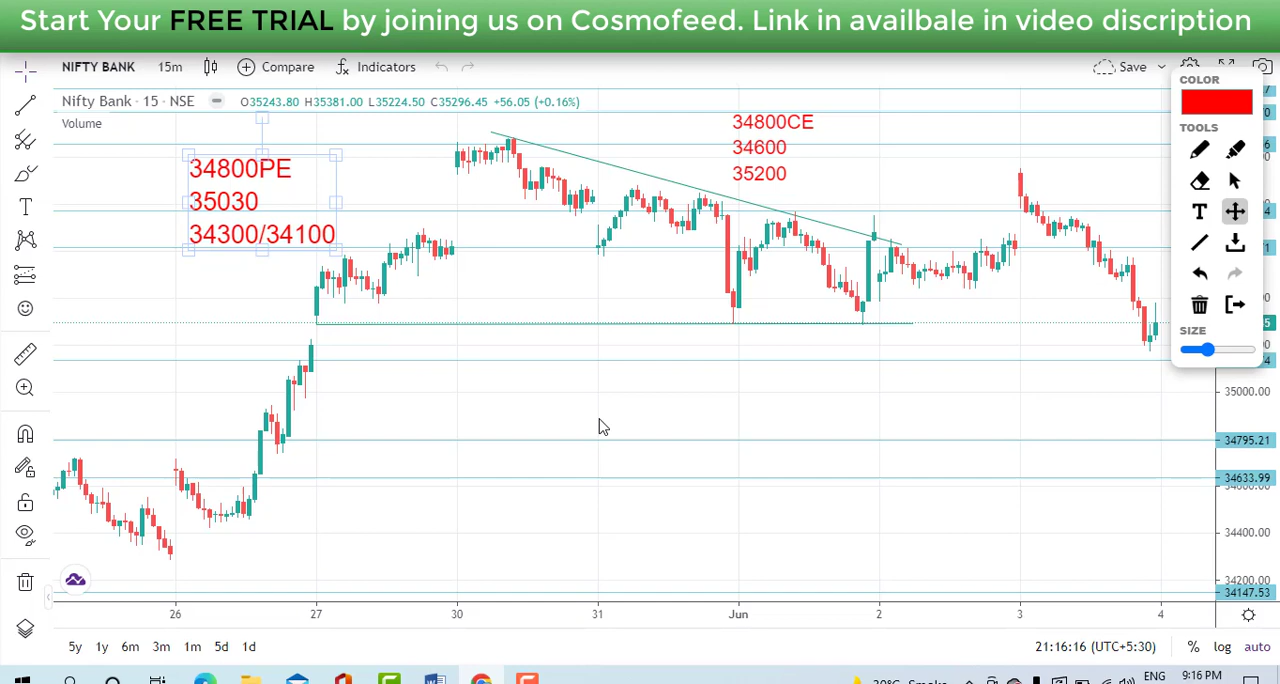 Start Your FREE TRIAL by joining us on Cosmofeed. Link in availbale in video discription
NIFTY BANK 15m Compare Indicators Save
COLOR
Nifty Bank · 15 · NSE O35243.80 H35381.00 L35224.50 C35296.45 +56.05 (+0.16%)
Volume
TOOLS
34800PE
35030
34300/34100
34800CE
34600
35200
T
SIZE
35000.00
34795.21
34633.99
34400.00
34200.00
34147.53
26 27 30 31 Jun 2 3 4
5y 1y 6m 3m 1m 5d 1d 21:16:16 (UTC+5:30) % log auto
ENG 9:16 PM